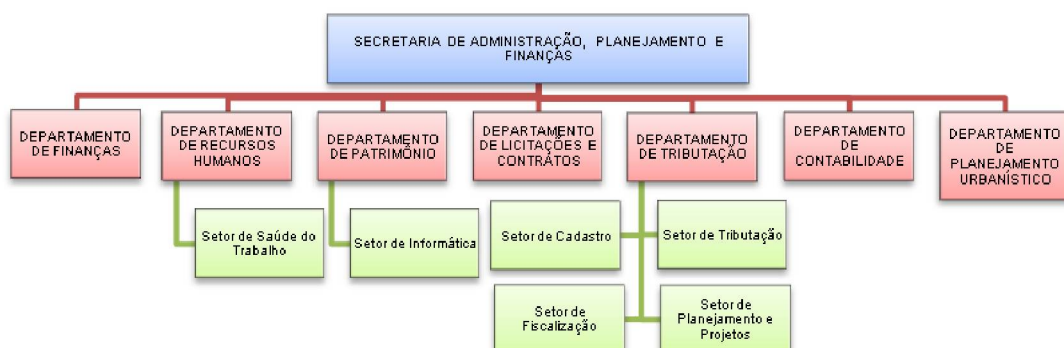 SECRETARIA DE ADMINISTRAÇÃO, PLANEJAMENTO E
FINANÇAS
DEPARTAMENTO
DE FINANÇAS
DEPARTAMENTO
DE RECURSOS
HUMANOS
DEPARTAMENTO
DE PATRIMÔNIO
DEPARTAMENTO
DE LICITAÇÕES E
CONTRATOS
DEPARTAMENTO
DE TRIBUTAÇÃO
DEPARTAMENTO
DE
CONTABILIDADE
DEPARTAMENTO
DE
PLANEJAMENTO
URBANÍSTICO
Setor de Saúde do
Trabalho
Setor de Informática
Setor de Cadastro
Setor de Tributação
Setor de
Fiscalização
Setor de
Planejamento e
Projetos